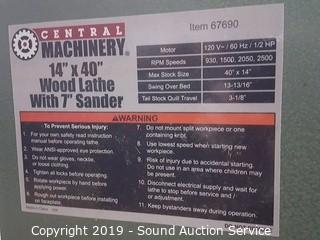 Item 67690
CENTRAL
MACHINERY®
14" x 40"
Wood Lathe
With 7" Sander
Motor 120 V~ / 60 Hz / 1/2 HP
RPM Speeds 930, 1500, 2050, 2500
Max Stock Size 40" x 14"
Swing Over Bed 13-13/16"
Tail Stock Quill Travel 3-1/8"
WARNING
To Prevent Serious Injury:
1. For your own safety read instruction
manual before operating lathe.
2. Wear ANSI-approved eye protection.
3. Do not wear gloves, necktie,
or loose clothing.
4. Tighten all locks before operating.
5. Rotate workpiece by hand before
applying power.
6. Rough out workpiece before installing
on faceplate.
7. Do not mount split workpiece or one
containing knot.
8. Use lowest speed when starting new
workpiece.
9. Risk of injury due to accidental starting.
Do not use in an area where children
may be present.
10. Disconnect electrical supply and wait for
lathe to stop before service and /
or adjustment.
11. Keep bystanders away during operation.
Copyright 2019 - Sound Auction Service